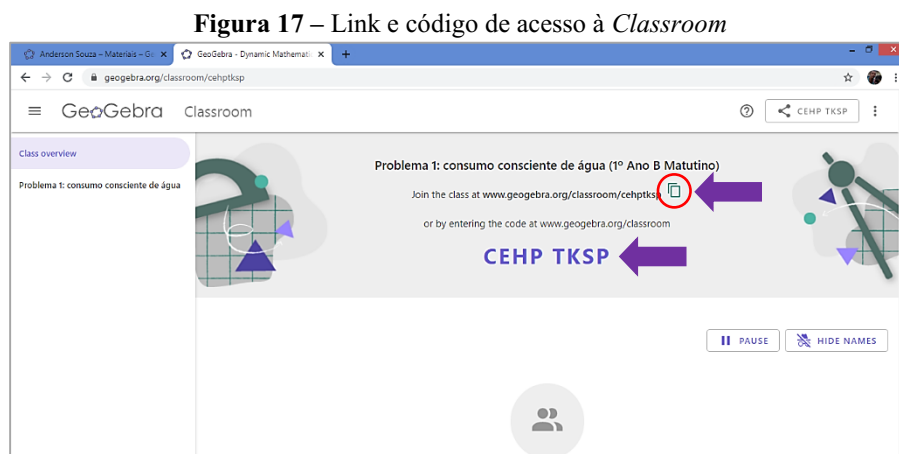 Figura 17 – Link e código de acesso à Classroom
Anderson Souza – Materiais – Ge
GeoGebra - Dynamic Mathemati
geogebra.org/classroom/cehptksp
GeoGebra Classroom
CEHP TKSP
Class overview
Problema 1: consumo consciente de água
Problema 1: consumo consciente de água (1º Ano B Matutino)
Join the class at www.geogebra.org/classroom/cehptksp
or by entering the code at www.geogebra.org/classroom
CEHP TKSP
PAUSE
HIDE NAMES